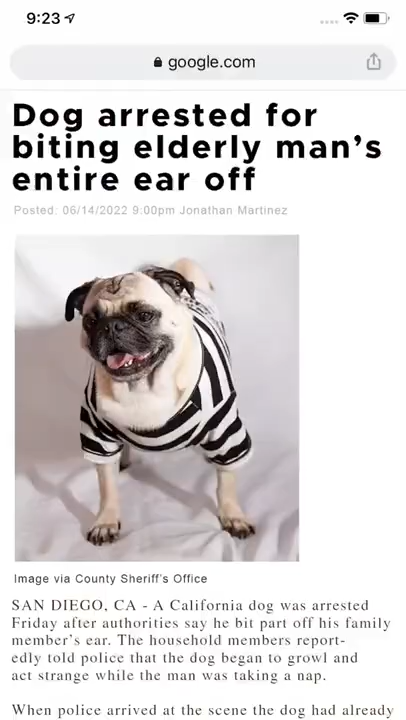 9:23
google.com
Dog arrested for
biting elderly man’s
entire ear off
Posted: 06/14/2022 9:00pm Jonathan Martinez
Image via County Sheriff’s Office
SAN DIEGO, CA - A California dog was arrested
Friday after authorities say he bit part off his family
member’s ear. The household members report-
edly told police that the dog began to growl and
act strange while the man was taking a nap.
When police arrived at the scene the dog had already